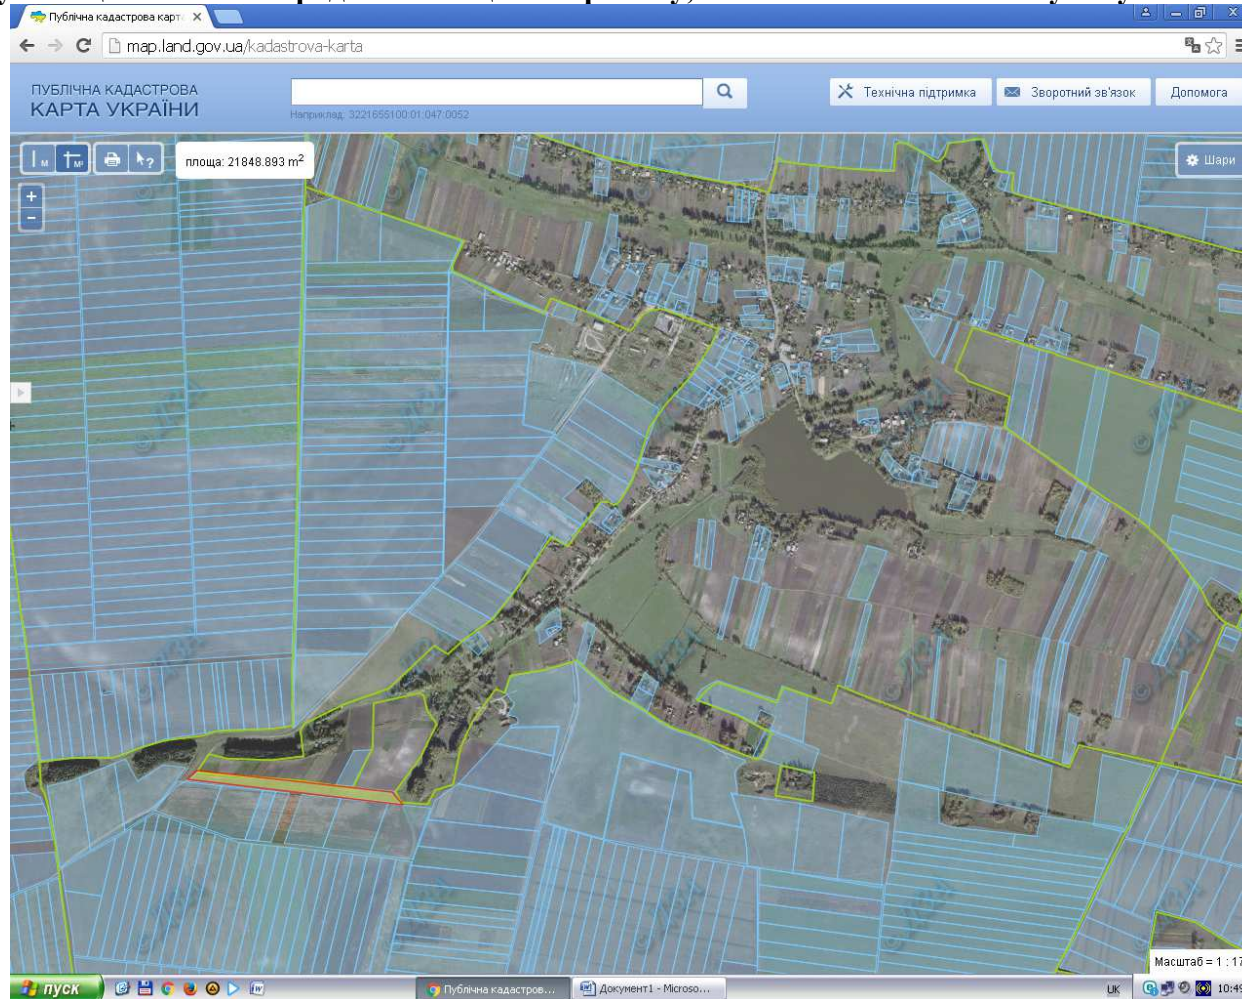 Публічна кадастрова карт
map.land.gov.ua/kadastrova-karta
ПУБЛІЧНА КАДАСТРОВА
КАРТА УКРАЇНИ
Наприклад: 3221655100:01:047:0052
Технічна підтримка
Зворотний зв'язок
Допомога
м
м²
площа: 21848.893 m²
Шари
Масштаб = 1 : 17
пуск
Публічна кадастров...
Документ1 - Microso...
UK
10:49